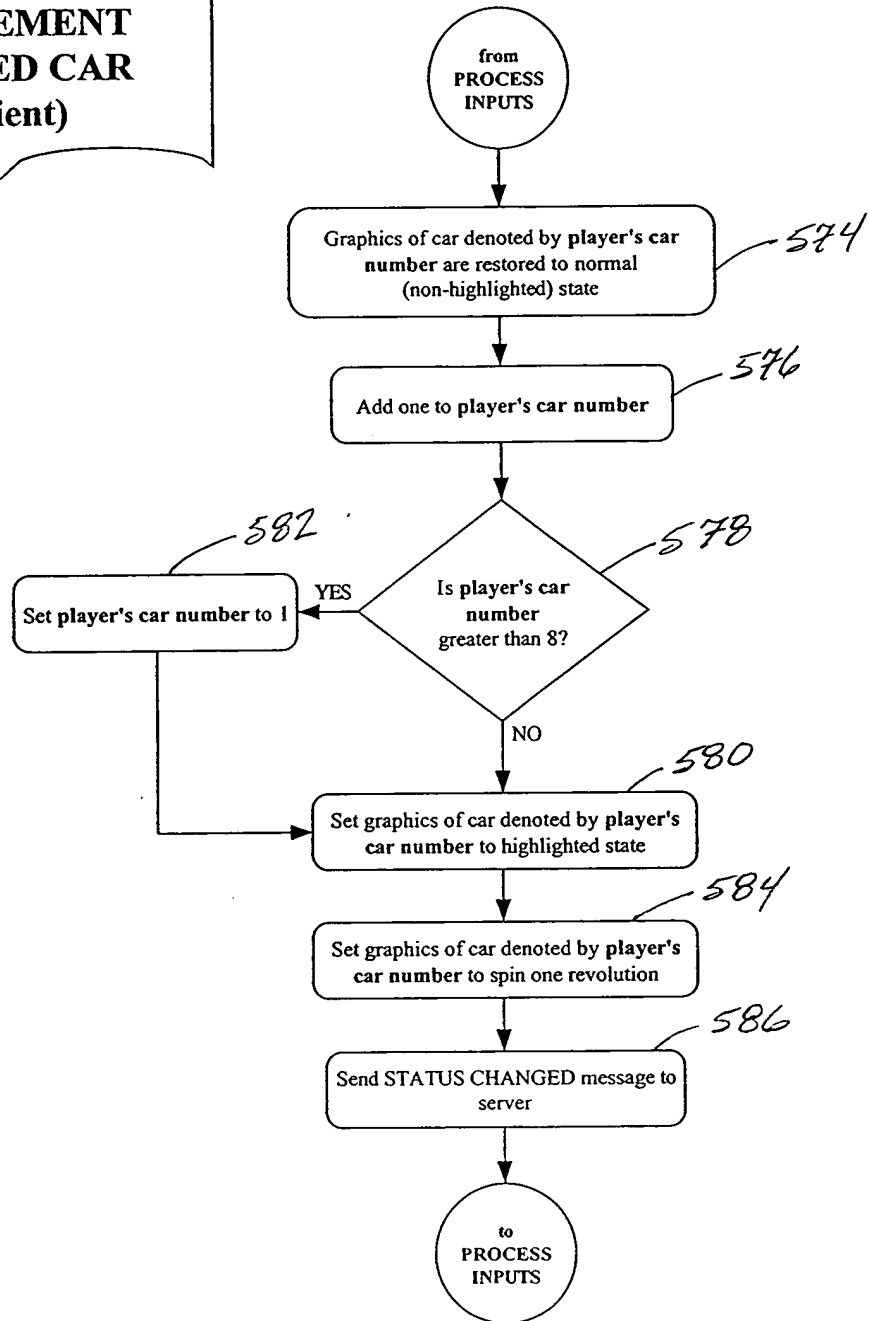 EMENT
ED CAR
ient)
from
PROCESS
INPUTS
Graphics of car denoted by player's car
number are restored to normal
(non-highlighted) state
574
Add one to player's car number
576
Is player's car
number
greater than 8?
578
YES
582
Set player's car number to 1
NO
580
Set graphics of car denoted by player's
car number to highlighted state
584
Set graphics of car denoted by player's
car number to spin one revolution
586
Send STATUS CHANGED message to
server
to
PROCESS
INPUTS